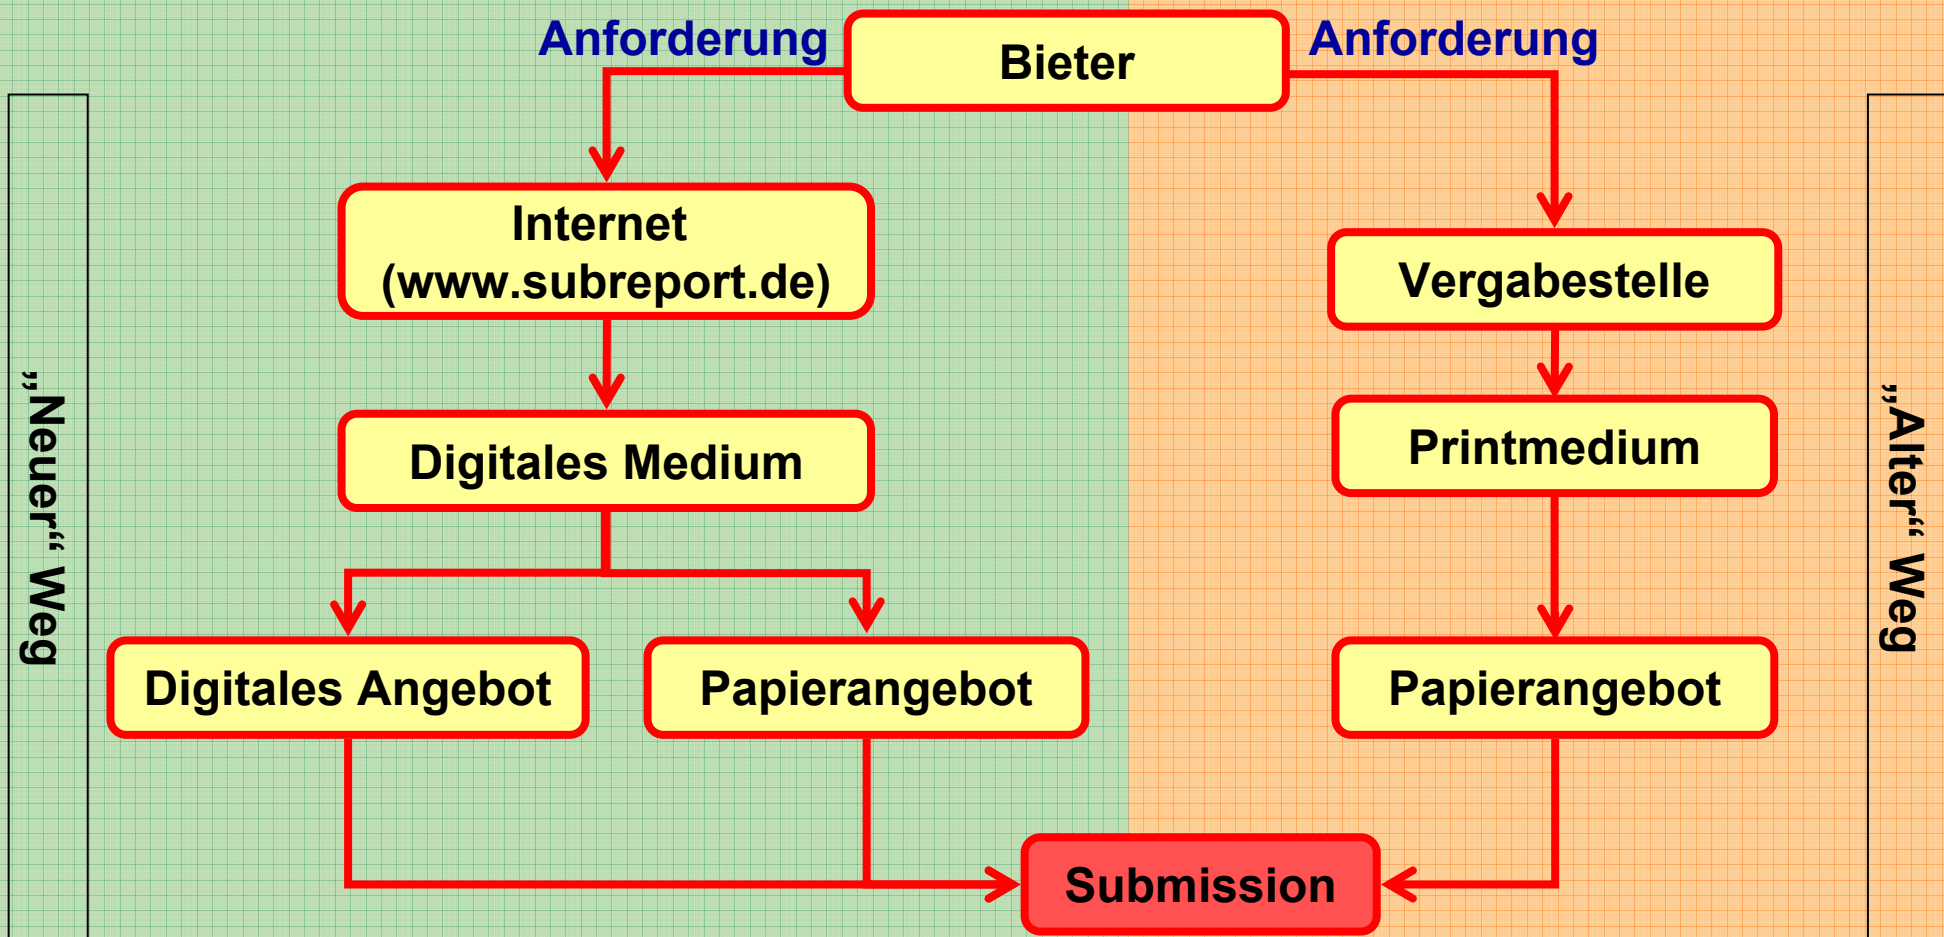 Anforderung
Bieter
Anforderung
Internet
(www.subreport.de)
Vergabestelle
Digitales Medium
Printmedium
„Neuer“ Weg
„Alter“ Weg
Digitales Angebot
Papierangebot
Papierangebot
Submission